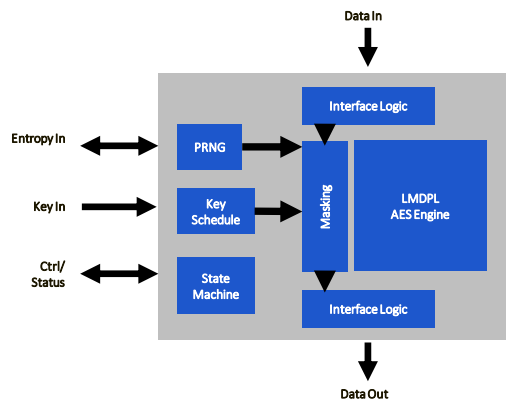 Data In
Interface Logic
Entropy In
PRNG
Key In
Key
Schedule
Masking
LMDPL
AES Engine
Ctrl/
Status
State
Machine
Interface Logic
Data Out